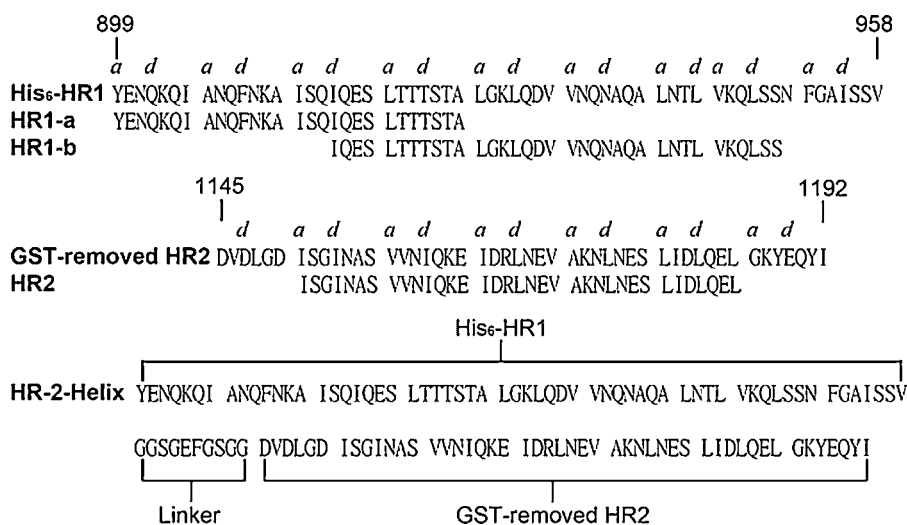 899 958
a d a d a d a d a d a d a d a d a d
His₆-HR1 YENQKQI ANQFNKA ISQIQES LTTTSTA LGKLQDV VNQNAQA LNTL VKQLSSN FGAISSV
HR1-a YENQKQI ANQFNKA ISQIQES LTTTSTA
HR1-b IQES LTTTSTA LGKLQDV VNQNAQA LNTL VKQLSS
1145 1192
d a d a d a d a d a d a d
GST-removed HR2 DVDLGD ISGINAS VVNIQKE IDRLNEV AKNLNES LIDLQEL GKYEQYI
HR2 ISGINAS VVNIQKE IDRLNEV AKNLNES LIDLQEL
His₆-HR1
HR-2-Helix YENQKQI ANQFNKA ISQIQES LTTTSTA LGKLQDV VNQNAQA LNTL VKQLSSN FGAISSV
GGSGEFGSGG DVDLGD ISGINAS VVNIQKE IDRLNEV AKNLNES LIDLQEL GKYEQYI
Linker GST-removed HR2